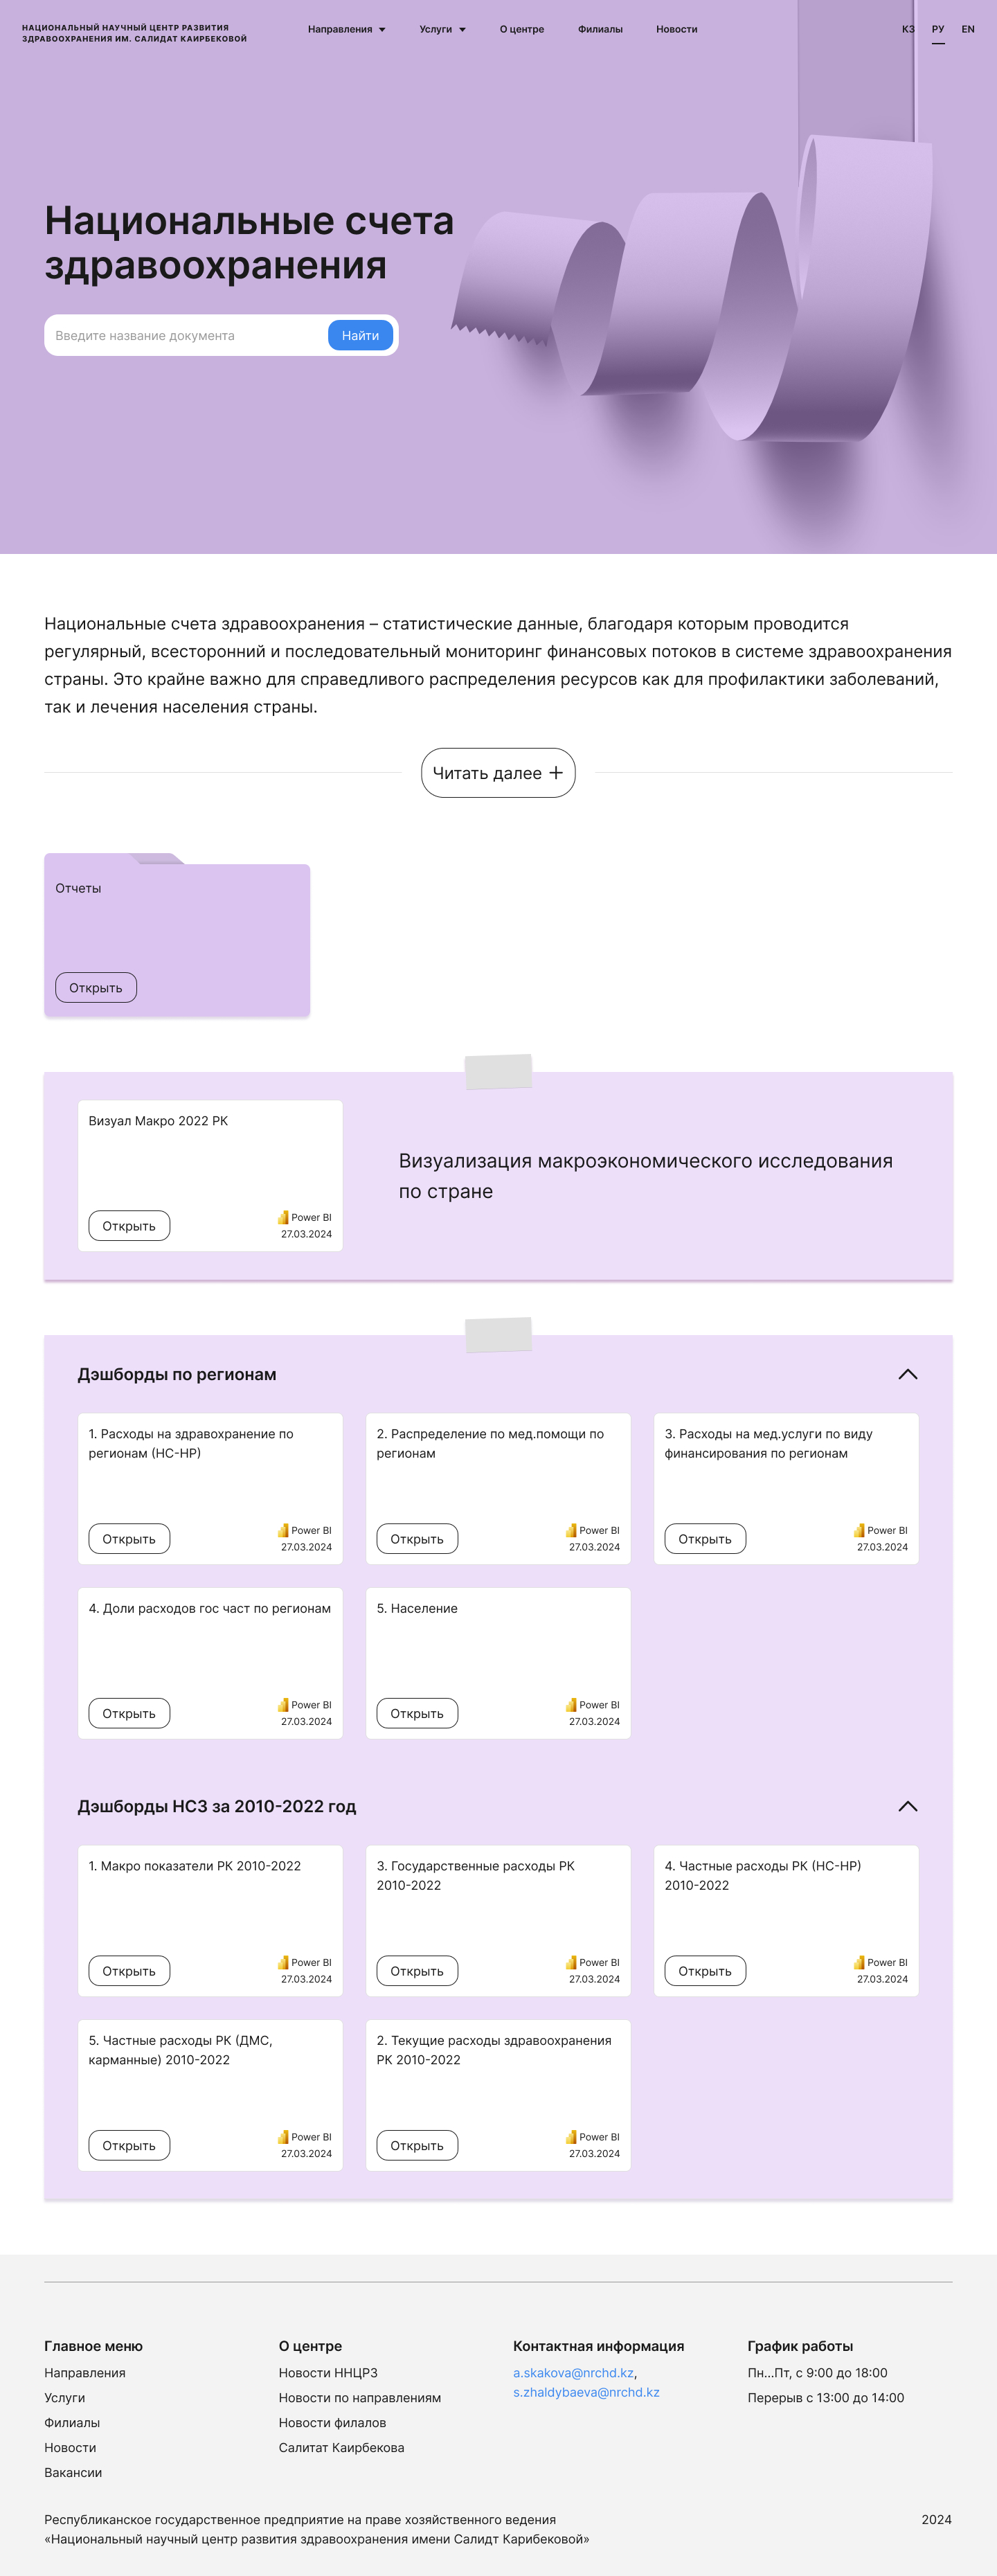 НАЦИОНАЛЬНЫЙ НАУЧНЫЙ ЦЕНТР РАЗВИТИЯ
ЗДРАВООХРАНЕНИЯ ИМ. САЛИДАТ КАИРБЕКОВОЙ
Направления
Услуги
О центре
Филиалы
Новости
КЗ
РУ
EN
Национальные счета
здравоохранения
Введите название документа
Найти
Национальные счета здравоохранения – статистические данные, благодаря которым проводится
регулярный, всесторонний и последовательный мониторинг финансовых потоков в системе здравоохранения
страны. Это крайне важно для справедливого распределения ресурсов как для профилактики заболеваний,
так и лечения населения страны.
Читать далее +
Отчеты
Открыть
Визуал Макро 2022 РК
Открыть
Power BI
27.03.2024
Визуализация макроэкономического исследования
по стране
Дэшборды по регионам
1. Расходы на здравохранение по
регионам (HC-HP)
Открыть
Power BI
27.03.2024
2. Распределение по мед.помощи по
регионам
Открыть
Power BI
27.03.2024
3. Расходы на мед.услуги по виду
финансирования по регионам
Открыть
Power BI
27.03.2024
4. Доли расходов гос част по регионам
Открыть
Power BI
27.03.2024
5. Население
Открыть
Power BI
27.03.2024
Дэшборды НСЗ за 2010-2022 год
1. Макро показатели РК 2010-2022
Открыть
Power BI
27.03.2024
3. Государственные расходы РК
2010-2022
Открыть
Power BI
27.03.2024
4. Частные расходы РК (HC-HP)
2010-2022
Открыть
Power BI
27.03.2024
5. Частные расходы РК (ДМС,
карманные) 2010-2022
Открыть
Power BI
27.03.2024
2. Текущие расходы здравоохранения
РК 2010-2022
Открыть
Power BI
27.03.2024
Главное меню
Направления
Услуги
Филиалы
Новости
Вакансии
О центре
Новости ННЦРЗ
Новости по направлениям
Новости филалов
Салитат Каирбекова
Контактная информация
a.skakova@nrchd.kz,
s.zhaldybaeva@nrchd.kz
График работы
Пн...Пт, с 9:00 до 18:00
Перерыв с 13:00 до 14:00
Республиканское государственное предприятие на праве хозяйственного ведения
«Национальный научный центр развития здравоохранения имени Салидт Карибековой»
2024